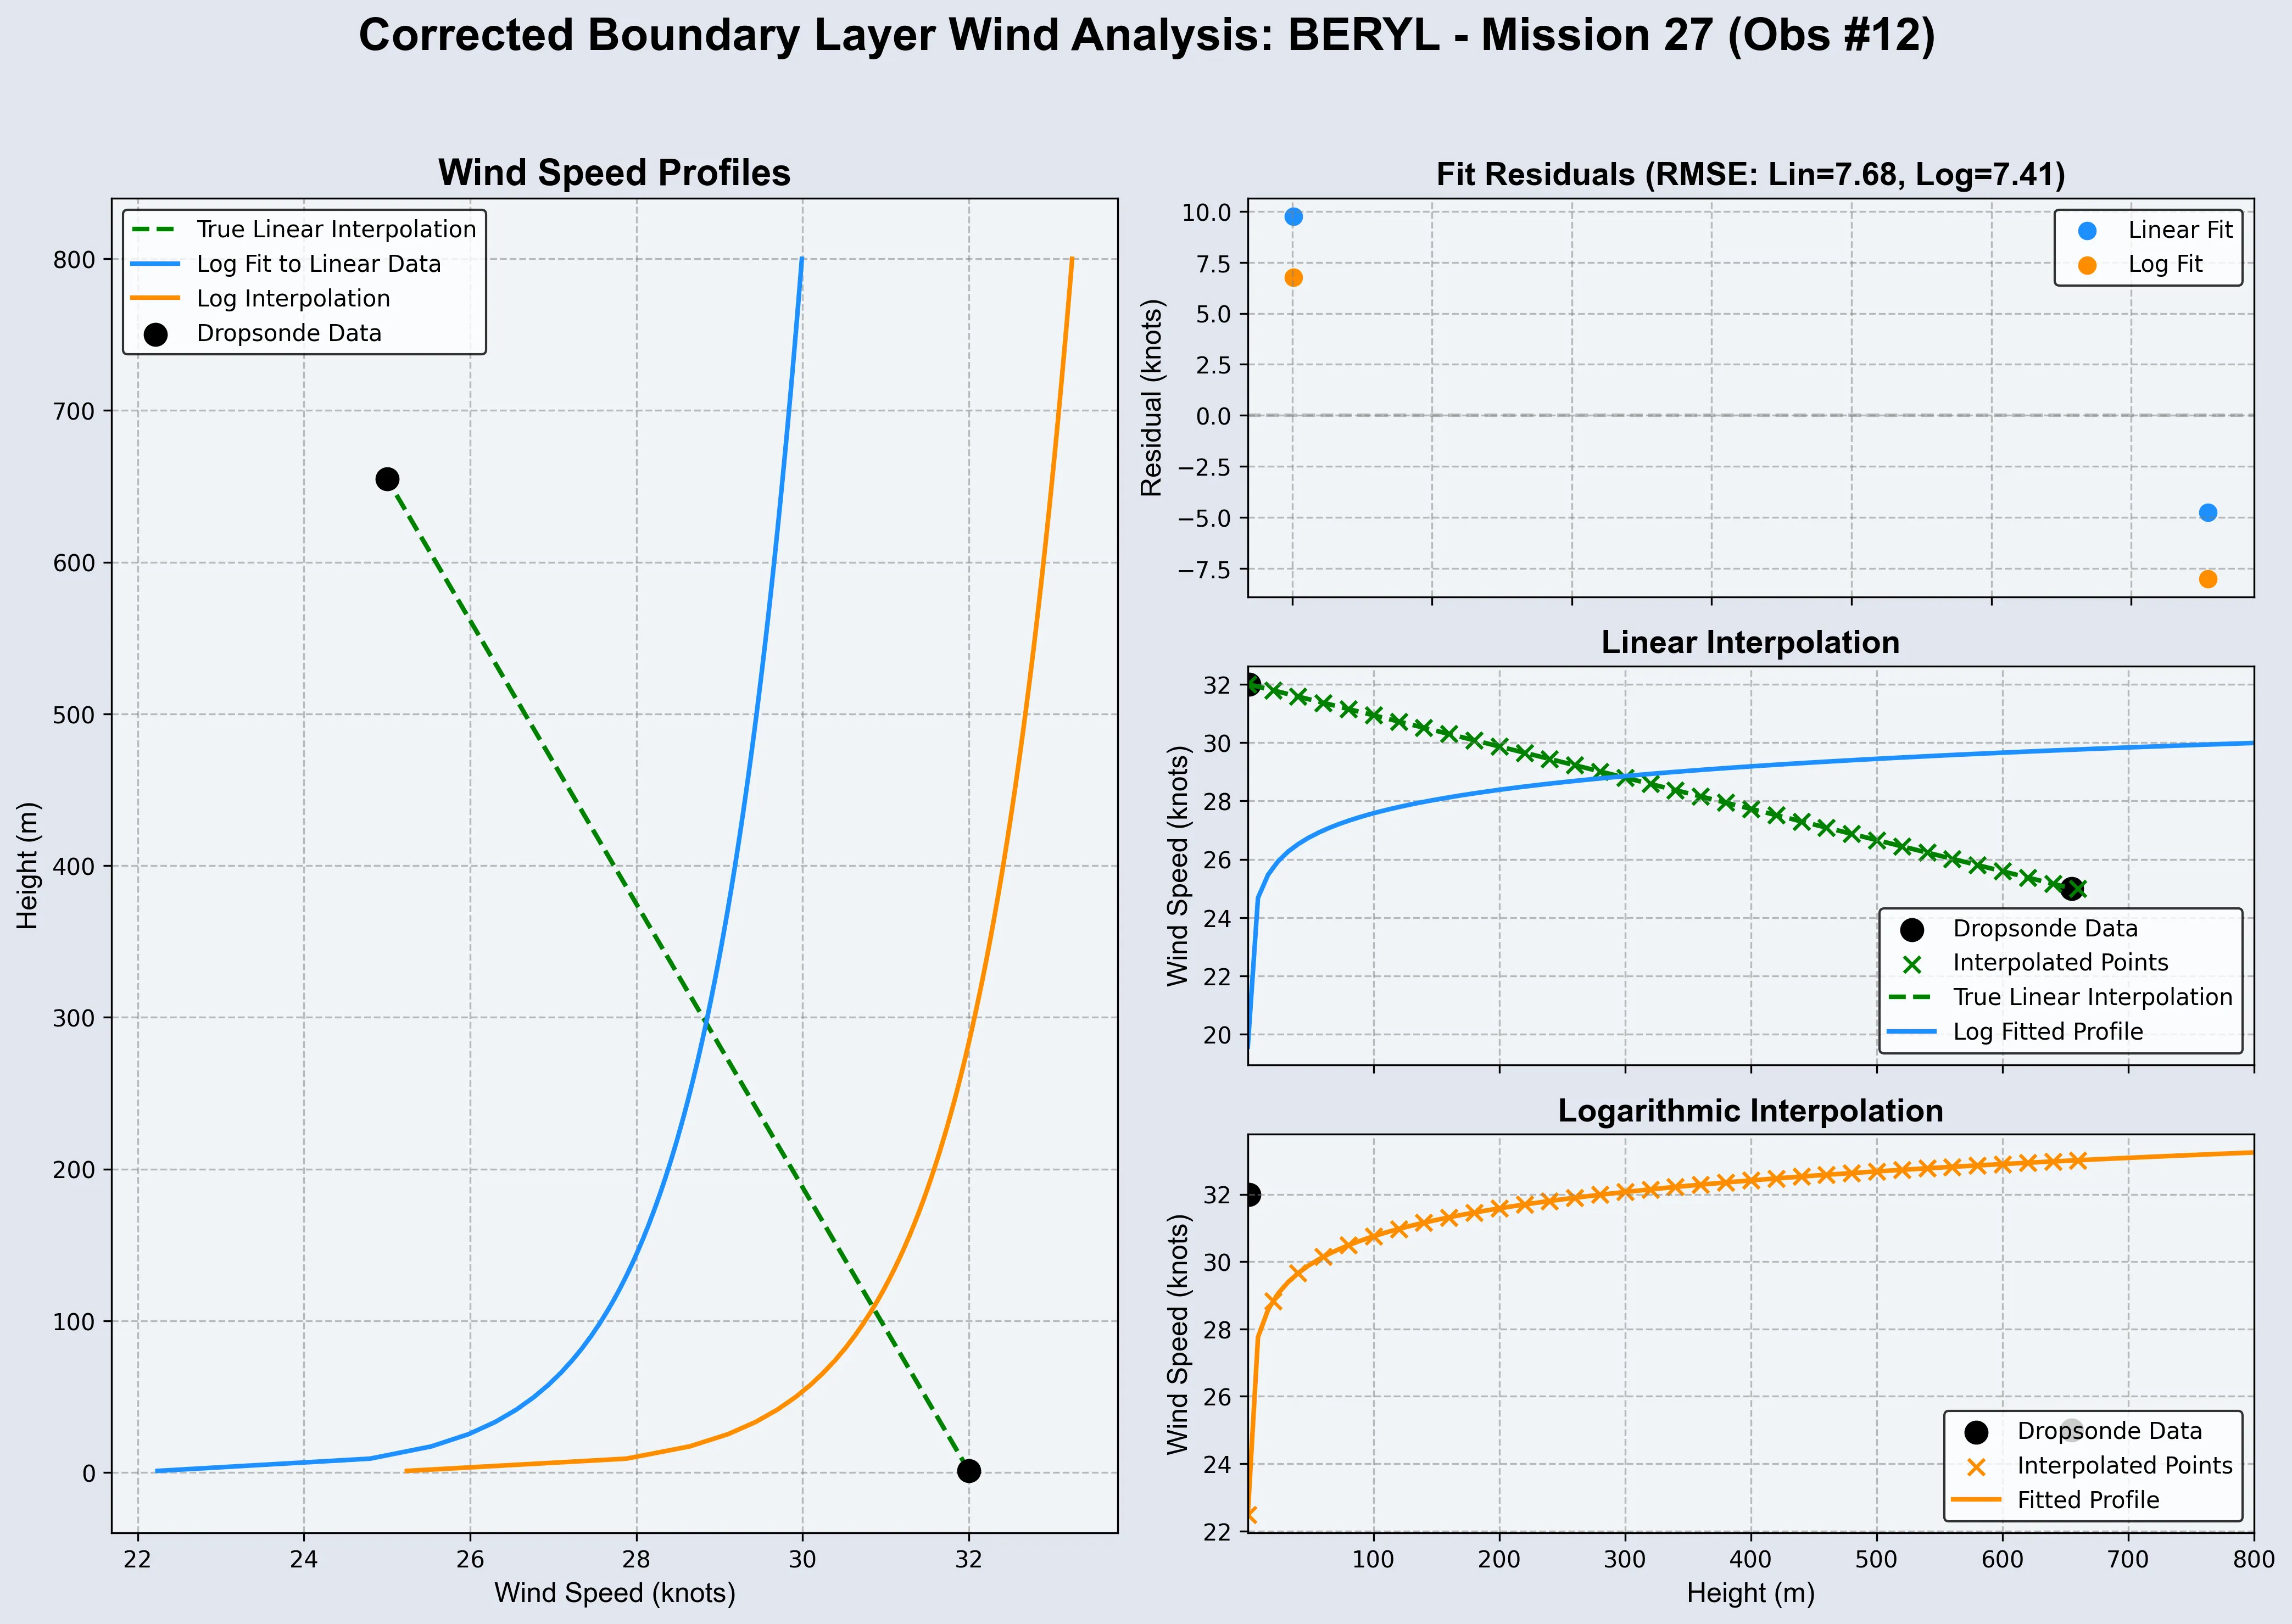 Corrected Boundary Layer Wind Analysis: BERYL - Mission 27 (Obs #12)
Wind Speed Profiles
True Linear Interpolation
Log Fit to Linear Data
Log Interpolation
Dropsonde Data
800
700
600
500
400
300
200
100
0
Height (m)
22 24 26 28 30 32
Wind Speed (knots)
Fit Residuals (RMSE: Lin=7.68, Log=7.41)
Linear Fit
Log Fit
10.0
7.5
5.0
2.5
0.0
−2.5
−5.0
−7.5
Residual (knots)
Linear Interpolation
32
30
28
26
24
22
20
Wind Speed (knots)
Dropsonde Data
Interpolated Points
True Linear Interpolation
Log Fitted Profile
Logarithmic Interpolation
32
30
28
26
24
22
Wind Speed (knots)
Dropsonde Data
Interpolated Points
Fitted Profile
100 200 300 400 500 600 700 800
Height (m)